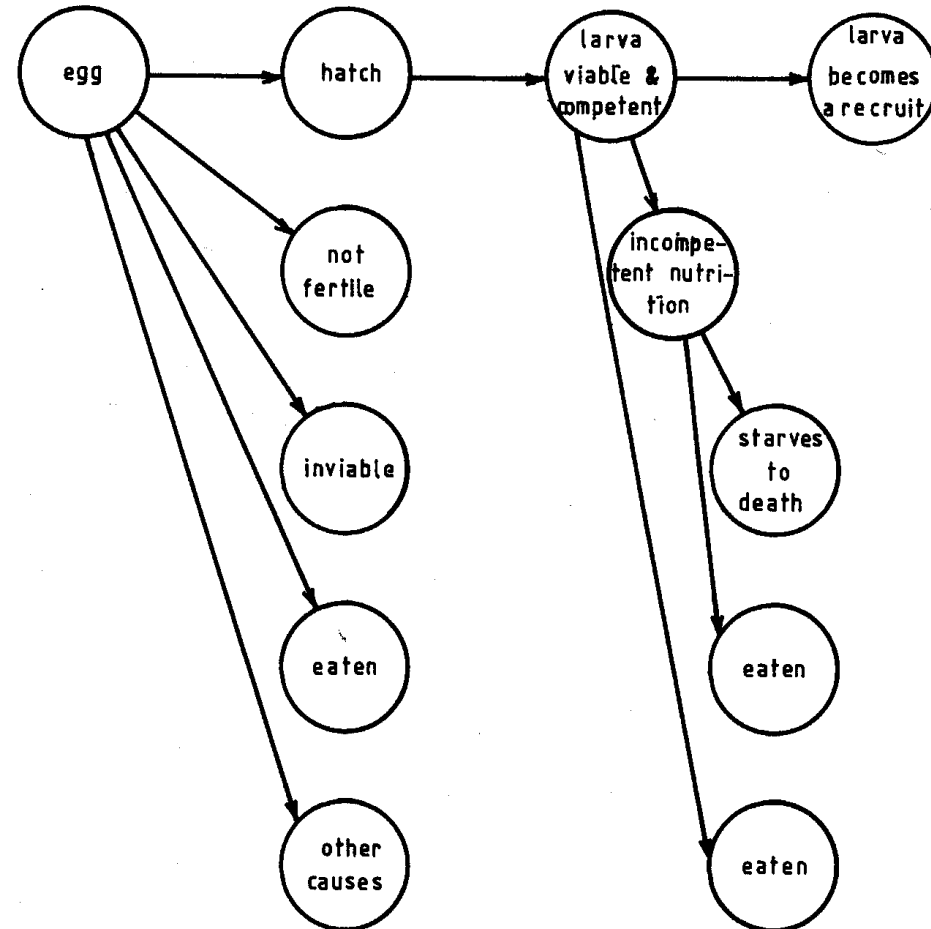 egg
hatch
larva
viable &
competent
larva
becomes
a recruit
not
fertile
incompe-
tent nutri-
tion
inviable
starves
to
death
eaten
eaten
other
causes
eaten